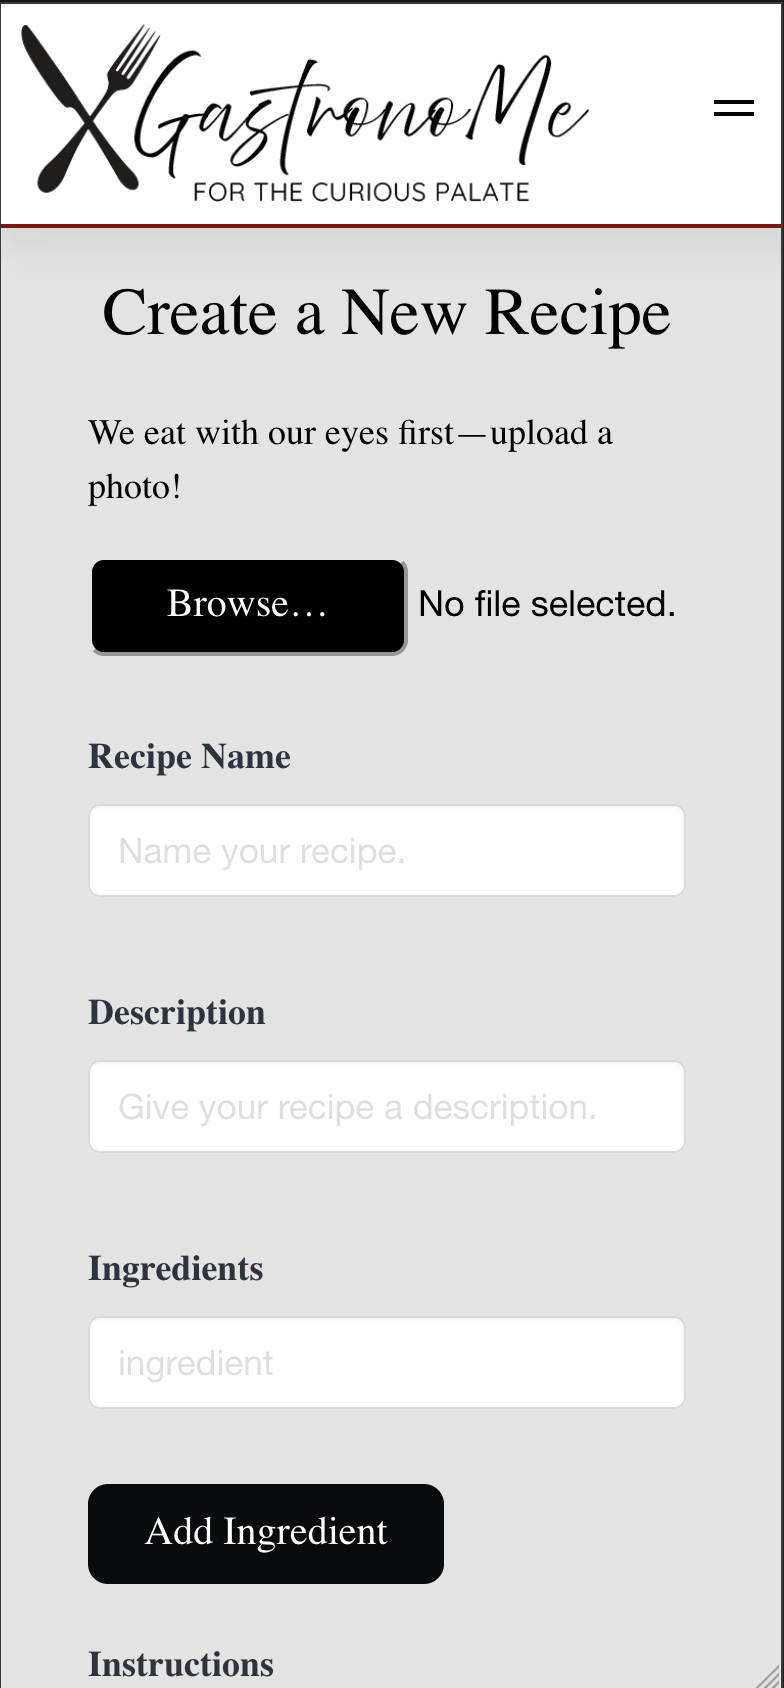 GastronoMe
FOR THE CURIOUS PALATE
Create a New Recipe
We eat with our eyes first—upload a
photo!
Browse... No file selected.
Recipe Name
Name your recipe.
Description
Give your recipe a description.
Ingredients
ingredient
Add Ingredient
Instructions